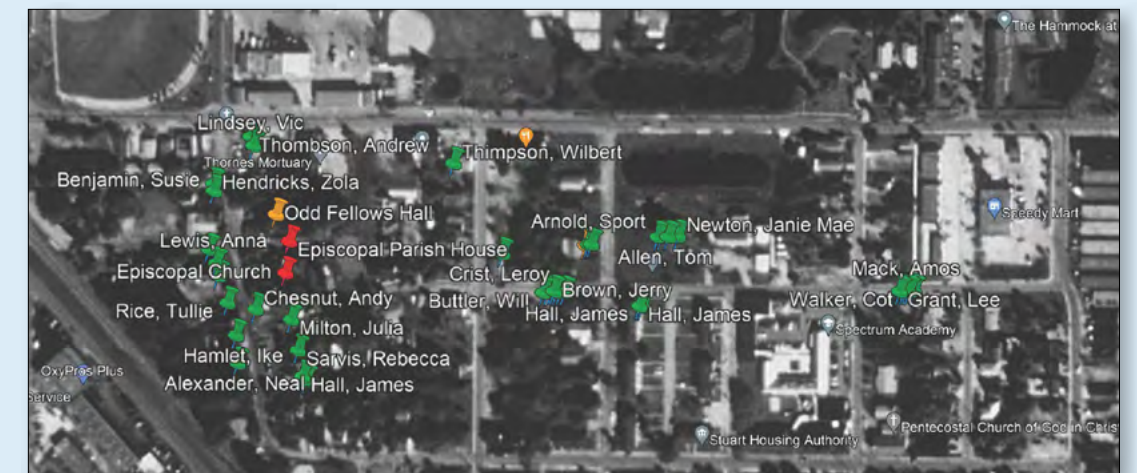 The Hammock at
Lindsey, Vic
Thombson, Andrew
Thornes Mortuary
Thimpson, Wilbert
Benjamin, Susie
Hendricks, Zola
Odd Fellows Hall
Speedy Mart
Arnold, Sport
Newton, Janie Mae
Lewis, Anna
Episcopal Parish House
Allen, Tom
Episcopal Church
Crist, Leroy
Mack, Amos
Buttler, Will
Brown, Jerry
Rice, Tullie
Chesnut, Andy
Walker, Cot
Grant, Lee
Hall, James
Hall, James
Milton, Julia
Spectrum Academy
Hamlet, Ike
Sarvis, Rebecca
OxyPros Plus
Alexander, Neal
Hall, James
Service
Pentecostal Church of God in Chris
Stuart Housing Authority